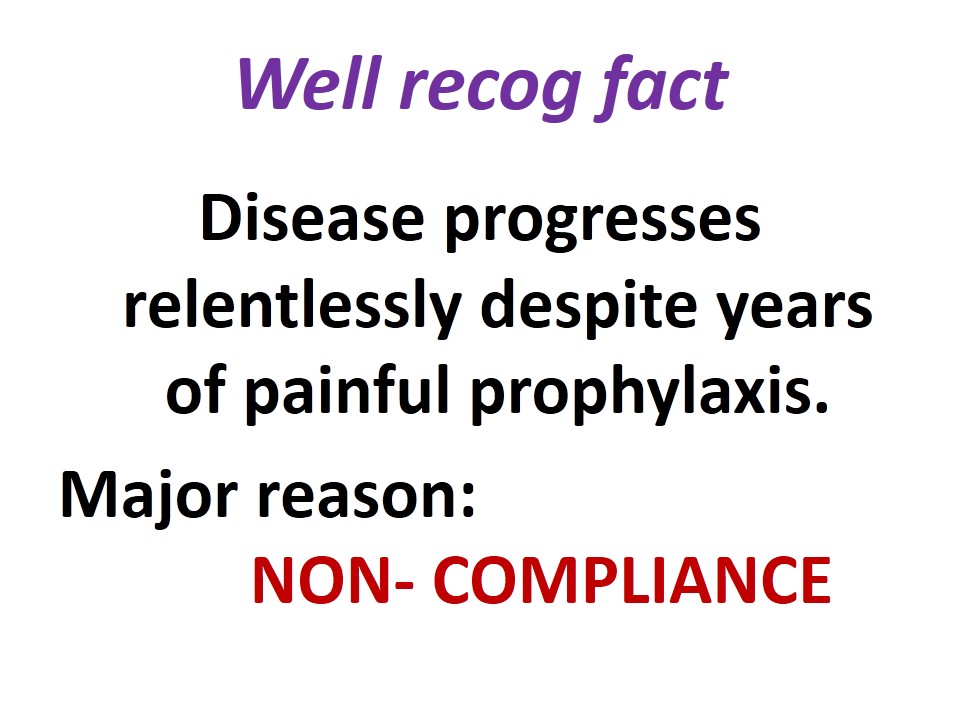 Well recog fact
Disease progresses
relentlessly despite years
of painful prophylaxis.
Major reason:
NON- COMPLIANCE